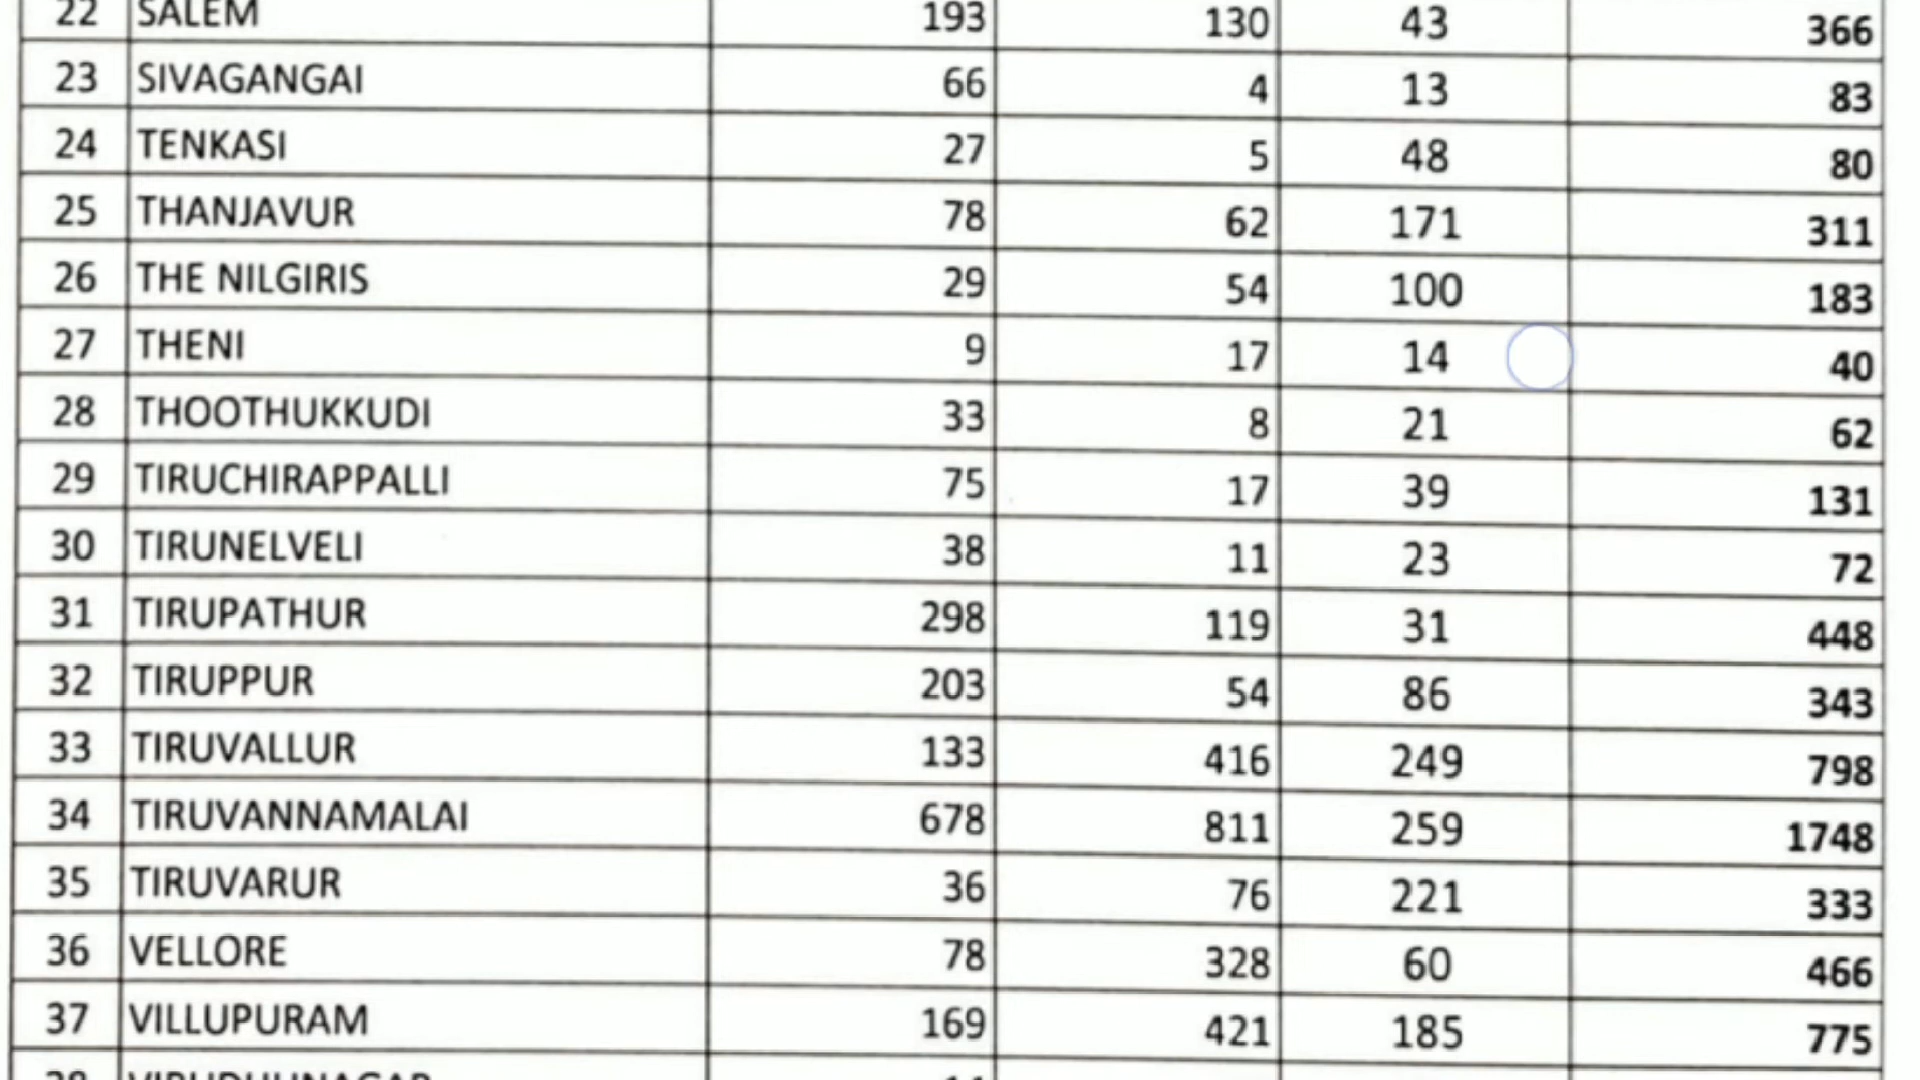 22 SALEM 193 130 43 366
23 SIVAGANGAI 66 4 13 83
24 TENKASI 27 5 48 80
25 THANJAVUR 78 62 171 311
26 THE NILGIRIS 29 54 100 183
27 THENI 9 17 14 40
28 THOOTHUKKUDI 33 8 21 62
29 TIRUCHIRAPPALLI 75 17 39 131
30 TIRUNELVELI 38 11 23 72
31 TIRUPATHUR 298 119 31 448
32 TIRUPPUR 203 54 86 343
33 TIRUVALLUR 133 416 249 798
34 TIRUVANNAMALAI 678 811 259 1748
35 TIRUVARUR 36 76 221 333
36 VELLORE 78 328 60 466
37 VILLUPURAM 169 421 185 775
38 VIRUDHUNAGAR